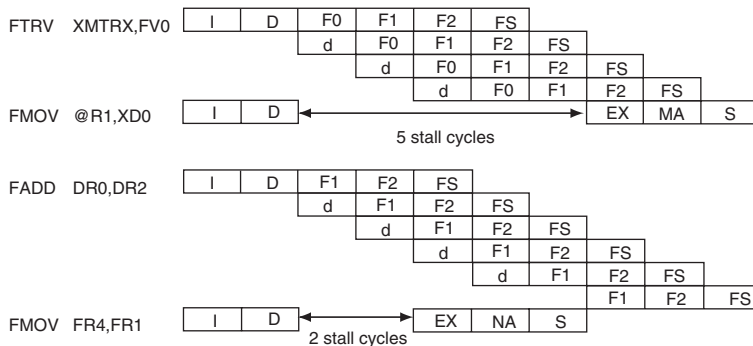 FTRV XMTRX,FV0 I D F0 F1 F2 FS
d F0 F1 F2 FS
d F0 F1 F2 FS
d F0 F1 F2 FS
FMOV @R1,XD0 I D EX MA S
5 stall cycles
FADD DR0,DR2 I D F1 F2 FS
d F1 F2 FS
d F1 F2 FS
d F1 F2 FS
d F1 F2 FS
F1 F2 FS
FMOV FR4,FR1 I D EX NA S
2 stall cycles